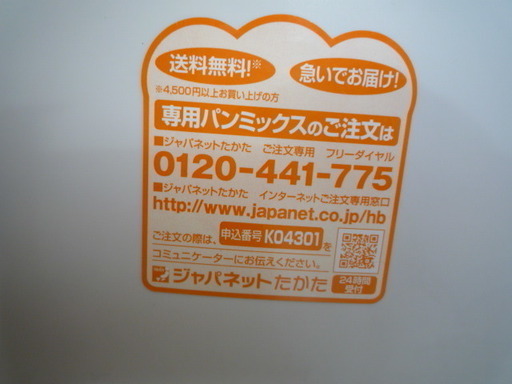 送料無料!※
急いでお届け!
※4,500円以上お買い上げの方
専用パンミックスのご注文は
■ジャパネットたかた ご注文専用 フリーダイヤル
0120-441-775
■ジャパネットたかた インターネットご注文専用窓口
http://www.japanet.co.jp/hb
ご注文の際は、申込番号K04301を
コミュニケーターにお伝えください。
ジャパネットたかた
24時間
受付